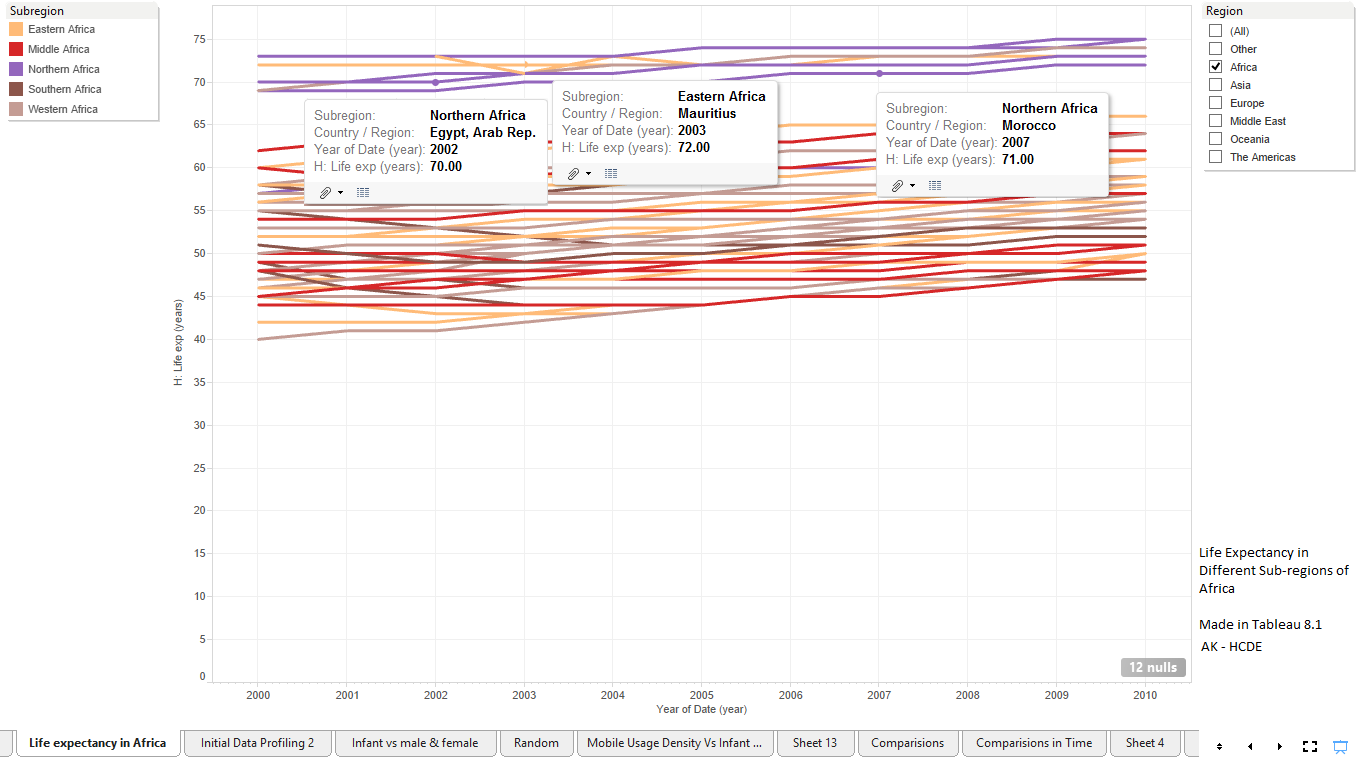 Subregion
Eastern Africa
Middle Africa
Northern Africa
Southern Africa
Western Africa
75
70
65
60
55
50
45
40
35
30
25
20
15
10
5
0
H: Life exp (years)
Subregion: Northern Africa
Country / Region: Egypt, Arab Rep.
Year of Date (year): 2002
H: Life exp (years): 70.00
Subregion: Eastern Africa
Country / Region: Mauritius
Year of Date (year): 2003
H: Life exp (years): 72.00
Subregion: Northern Africa
Country / Region: Morocco
Year of Date (year): 2007
H: Life exp (years): 71.00
12 nulls
2000 2001 2002 2003 2004 2005 2006 2007 2008 2009 2010
Year of Date (year)
Region
(All)
Other
Africa
Asia
Europe
Middle East
Oceania
The Americas
Life Expectancy in
Different Sub-regions of
Africa
Made in Tableau 8.1
AK - HCDE
Life expectancy in Africa Initial Data Profiling 2 Infant vs male & female Random Mobile Usage Density Vs Infant ... Sheet 13 Comparisions Comparisions in Time Sheet 4